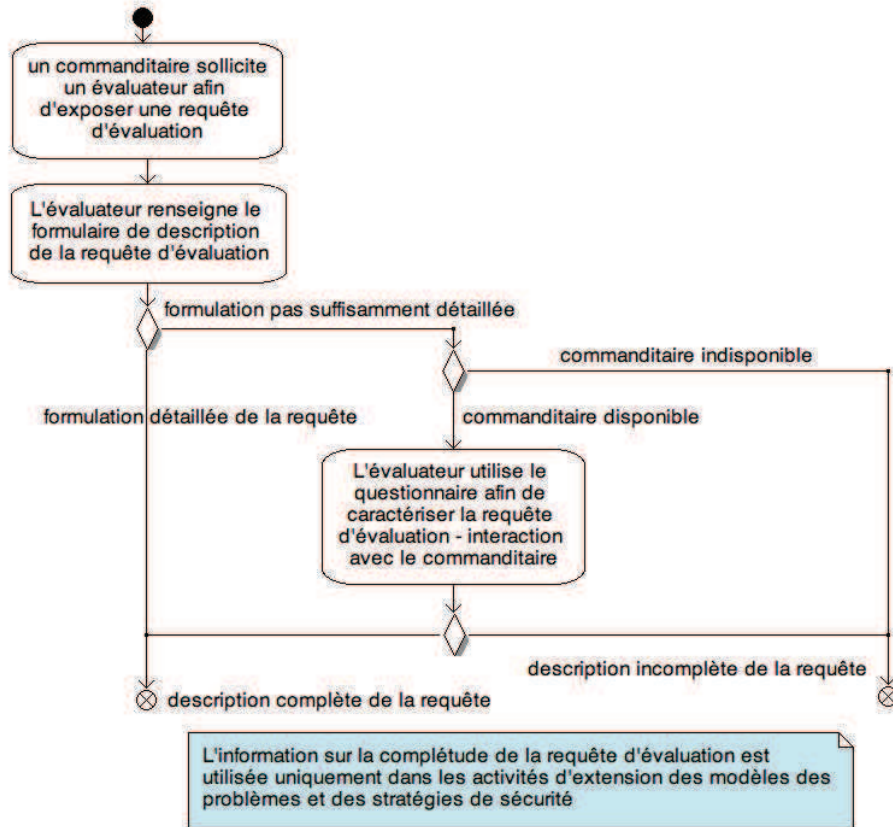 un commanditaire sollicite
un évaluateur afin
d'exposer une requête
d'évaluation
L'évaluateur renseigne le
formulaire de description
de la requête d'évaluation
formulation pas suffisamment détaillée
commanditaire indisponible
formulation détaillée de la requête
commanditaire disponible
L'évaluateur utilise le
questionnaire afin de
caractériser la requête
d'évaluation - interaction
avec le commanditaire
description incomplète de la requête
description complète de la requête
L'information sur la complétude de la requête d'évaluation est
utilisée uniquement dans les activités d'extension des modèles des
problèmes et des stratégies de sécurité